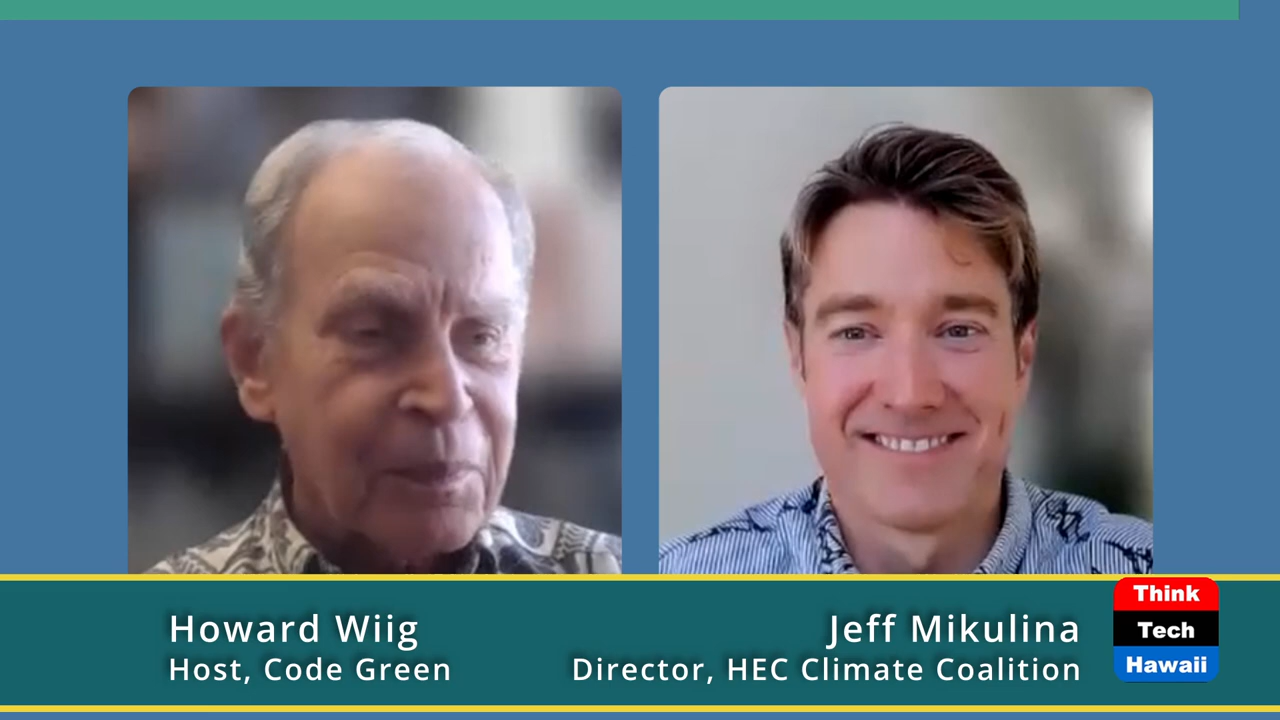 Howard Wiig
Host, Code Green
Jeff Mikulina
Director, HEC Climate Coalition
Think
Tech
Hawaii